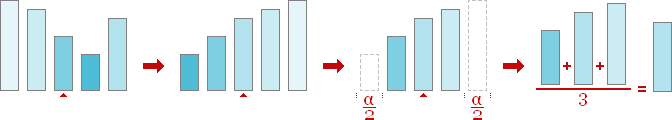 α/2
α/2
+ +
3
=